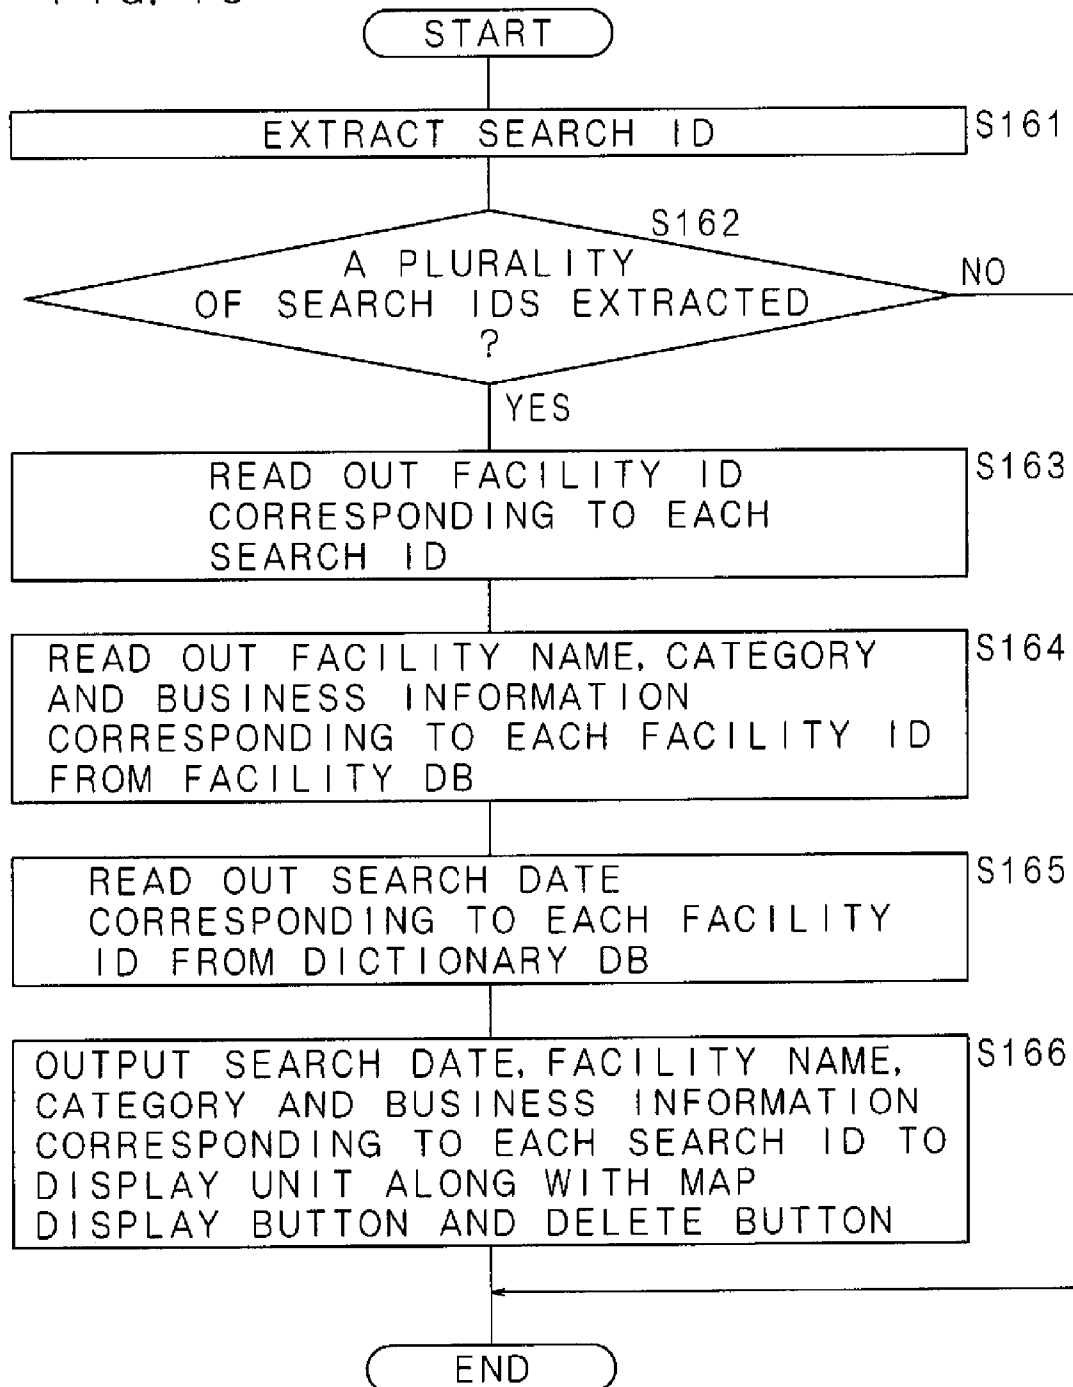 START
EXTRACT SEARCH ID
S161
S162
A PLURALITY
OF SEARCH IDS EXTRACTED
?
NO
YES
READ OUT FACILITY ID
CORRESPONDING TO EACH
SEARCH ID
S163
READ OUT FACILITY NAME, CATEGORY
AND BUSINESS INFORMATION
CORRESPONDING TO EACH FACILITY ID
FROM FACILITY DB
S164
READ OUT SEARCH DATE
CORRESPONDING TO EACH FACILITY
ID FROM DICTIONARY DB
S165
OUTPUT SEARCH DATE, FACILITY NAME,
CATEGORY AND BUSINESS INFORMATION
CORRESPONDING TO EACH SEARCH ID TO
DISPLAY UNIT ALONG WITH MAP
DISPLAY BUTTON AND DELETE BUTTON
S166
END